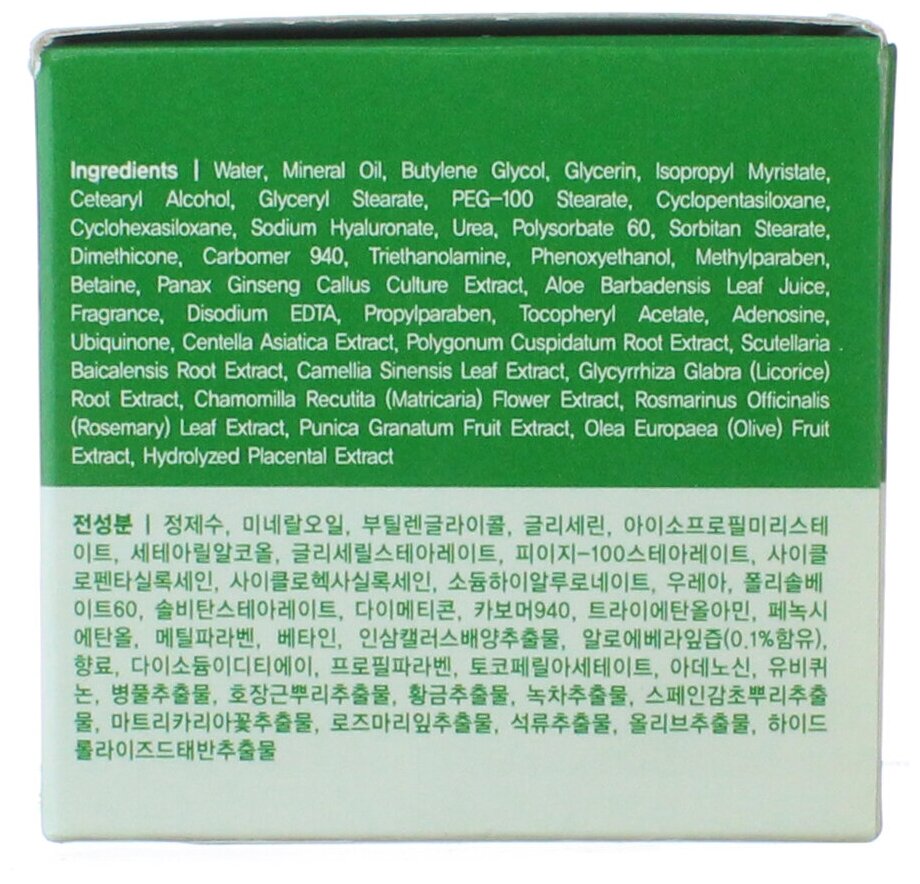 Ingredients | Water, Mineral Oil, Butylene Glycol, Glycerin, Isopropyl Myristate,
Cetearyl Alcohol, Glyceryl Stearate, PEG-100 Stearate, Cyclopentasiloxane,
Cyclohexasiloxane, Sodium Hyaluronate, Urea, Polysorbate 60, Sorbitan Stearate,
Dimethicone, Carbomer 940, Triethanolamine, Phenoxyethanol, Methylparaben,
Betaine, Panax Ginseng Callus Culture Extract, Aloe Barbadensis Leaf Juice,
Fragrance, Disodium EDTA, Propylparaben, Tocopheryl Acetate, Adenosine,
Ubiquinone, Centella Asiatica Extract, Polygonum Cuspidatum Root Extract, Scutellaria
Baicalensis Root Extract, Camellia Sinensis Leaf Extract, Glycyrrhiza Glabra (Licorice)
Root Extract, Chamomilla Recutita (Matricaria) Flower Extract, Rosmarinus Officinalis
(Rosemary) Leaf Extract, Punica Granatum Fruit Extract, Olea Europaea (Olive) Fruit
Extract, Hydrolyzed Placental Extract
전성분 | 정제수, 미네랄오일, 부틸렌글라이콜, 글리세린, 아이소프로필미리스테
이트, 세테아릴알코올, 글리세릴스테아레이트, 피이지-100스테아레이트, 사이클
로펜타실록세인, 사이클로헥사실록세인, 소듐하이알루로네이트, 우레아, 폴리솔베
이트60, 솔비탄스테아레이트, 다이메티콘, 카보머940, 트라이에탄올아민, 페녹시
에탄올, 메틸파라벤, 베타인, 인삼캘러스배양추출물, 알로에베라잎즙(0.1%함유),
향료, 다이소듐이디티에이, 프로필파라벤, 토코페릴아세테이트, 아데노신, 유비퀴
논, 병풀추출물, 호장근뿌리추출물, 황금추출물, 녹차추출물, 스페인감초뿌리추출
물, 마트리카리아꽃추출물, 로즈마리잎추출물, 석류추출물, 올리브추출물, 하이드
롤라이즈드태반추출물